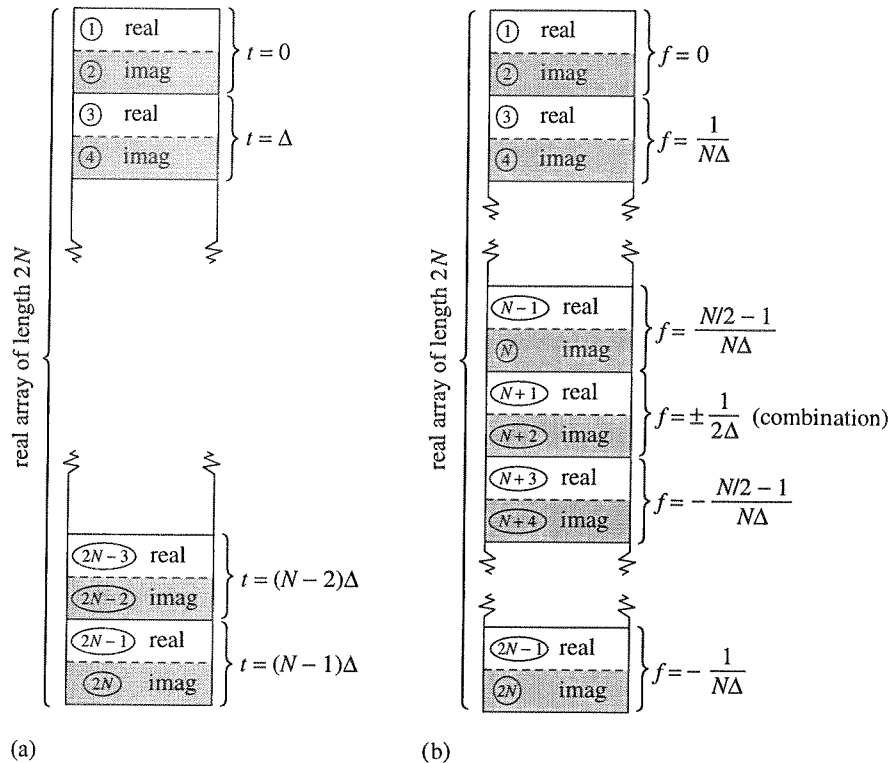 real array of length 2N
① real
② imag
t = 0
③ real
④ imag
t = Δ
2N − 3 real
2N − 2 imag
t = (N − 2)Δ
2N − 1 real
2N imag
t = (N − 1)Δ
(a)
real array of length 2N
① real
② imag
f = 0
③ real
④ imag
f = 1/NΔ
N − 1 real
N imag
f = N/2 − 1/NΔ
N + 1 real
N + 2 imag
f = ± 1/2Δ (combination)
N + 3 real
N + 4 imag
f = − N/2 − 1/NΔ
2N − 1 real
2N imag
f = − 1/NΔ
(b)